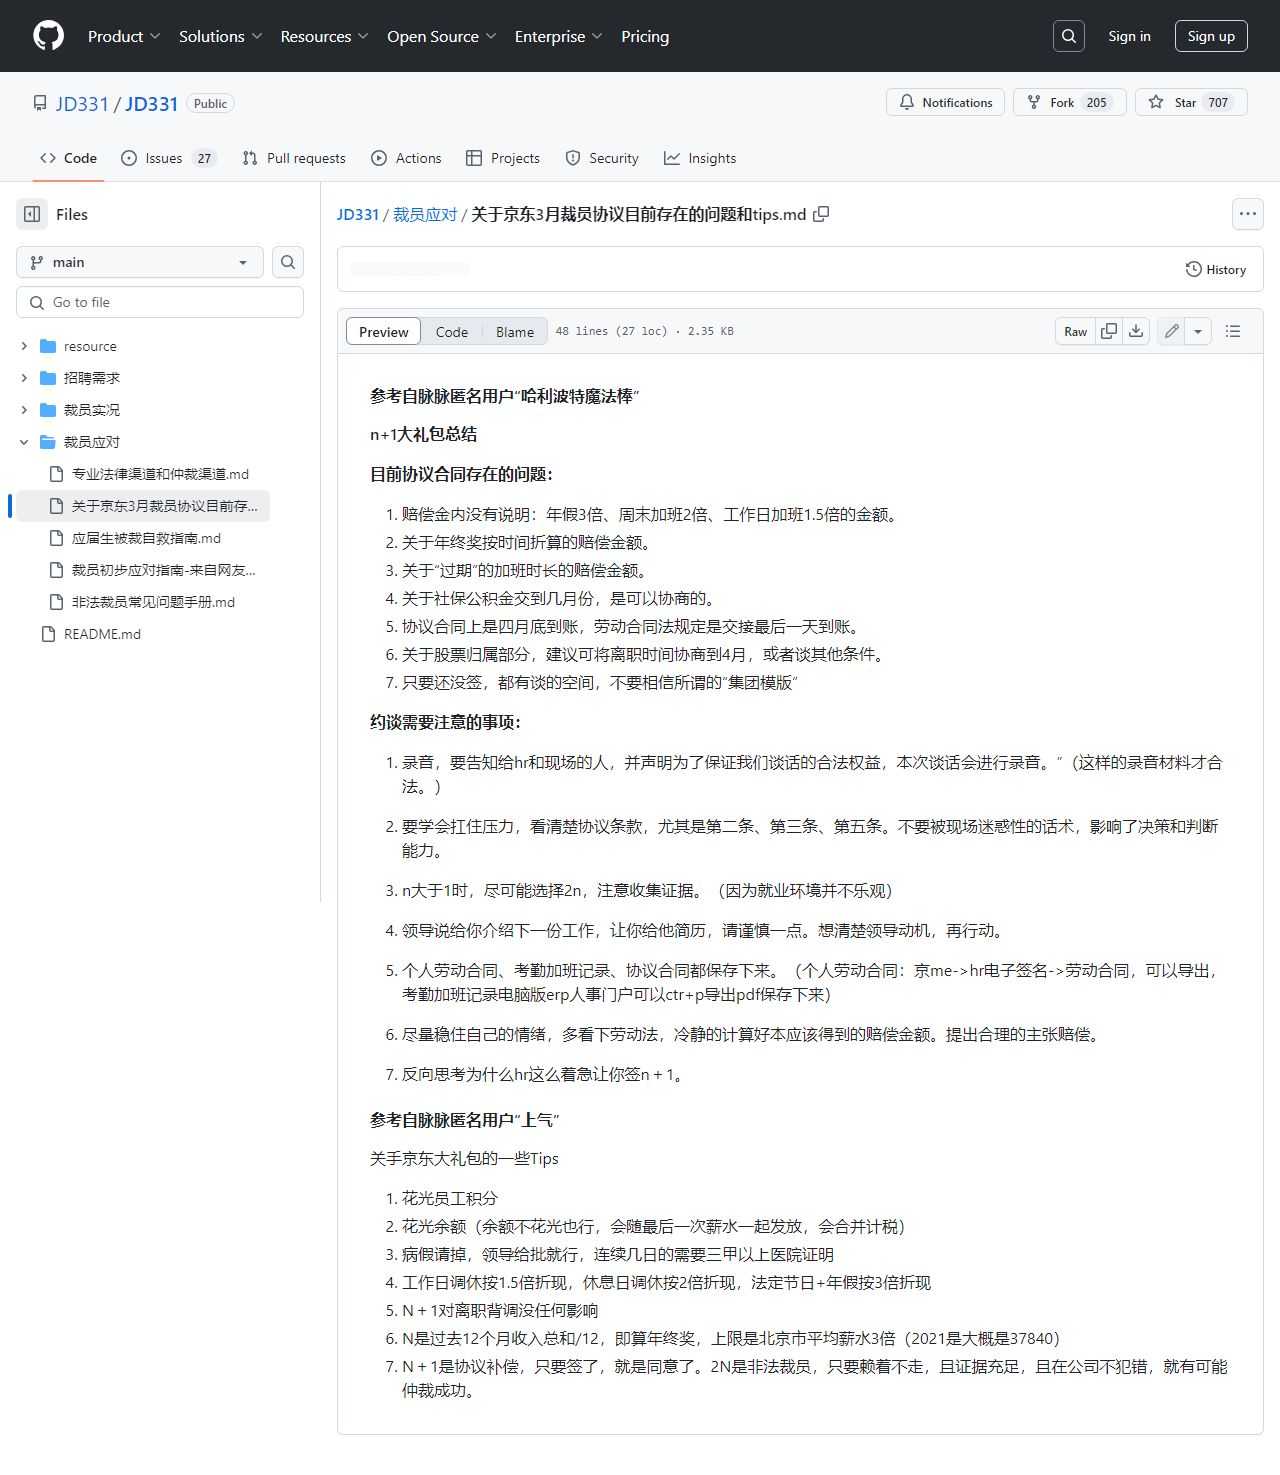 Product Solutions Resources Open Source Enterprise Pricing Sign in Sign up
JD331 / JD331 Public Notifications Fork 205 Star 707
Code Issues 27 Pull requests Actions Projects Security Insights
Files
main
Go to file
resource
招聘需求
裁员实况
裁员应对
专业法律渠道和仲裁渠道.md
关于京东3月裁员协议目前存...
应届生被裁自救指南.md
裁员初步应对指南-来自网友...
非法裁员常见问题手册.md
README.md
JD331 / 裁员应对 / 关于京东3月裁员协议目前存在的问题和tips.md
History
Preview Code Blame 48 lines (27 loc) · 2.35 KB Raw
参考自脉脉匿名用户“哈利波特魔法棒”
n+1大礼包总结
目前协议合同存在的问题：
1. 赔偿金内没有说明：年假3倍、周末加班2倍、工作日加班1.5倍的金额。
2. 关于年终奖按时间折算的赔偿金额。
3. 关于“过期”的加班时长的赔偿金额。
4. 关于社保公积金交到几月份，是可以协商的。
5. 协议合同上是四月底到账，劳动合同法规定是交接最后一天到账。
6. 关于股票归属部分，建议可将离职时间协商到4月，或者谈其他条件。
7. 只要还没签，都有谈的空间，不要相信所谓的“集团模版”
约谈需要注意的事项：
1. 录音，要告知给hr和现场的人，并声明为了保证我们谈话的合法权益，本次谈话会进行录音。”（这样的录音材料才合
法。）
2. 要学会扛住压力，看清楚协议条款，尤其是第二条、第三条、第五条。不要被现场迷惑性的话术，影响了决策和判断
能力。
3. n大于1时，尽可能选择2n，注意收集证据。（因为就业环境并不乐观）
4. 领导说给你介绍下一份工作，让你给他简历，请谨慎一点。想清楚领导动机，再行动。
5. 个人劳动合同、考勤加班记录、协议合同都保存下来。（个人劳动合同：京me->hr电子签名->劳动合同，可以导出，
考勤加班记录电脑版erp人事门户可以ctr+p导出pdf保存下来）
6. 尽量稳住自己的情绪，多看下劳动法，冷静的计算好本应该得到的赔偿金额。提出合理的主张赔偿。
7. 反向思考为什么hr这么着急让你签n＋1。
参考自脉脉匿名用户“上气”
关手京东大礼包的一些Tips
1. 花光员工积分
2. 花光余额（余额不花光也行，会随最后一次薪水一起发放，会合并计税）
3. 病假请掉，领导给批就行，连续几日的需要三甲以上医院证明
4. 工作日调休按1.5倍折现，休息日调休按2倍折现，法定节日+年假按3倍折现
5. N＋1对离职背调没任何影响
6. N是过去12个月收入总和/12，即算年终奖，上限是北京市平均薪水3倍（2021是大概是37840）
7. N＋1是协议补偿，只要签了，就是同意了。2N是非法裁员，只要赖着不走，且证据充足，且在公司不犯错，就有可能
仲裁成功。